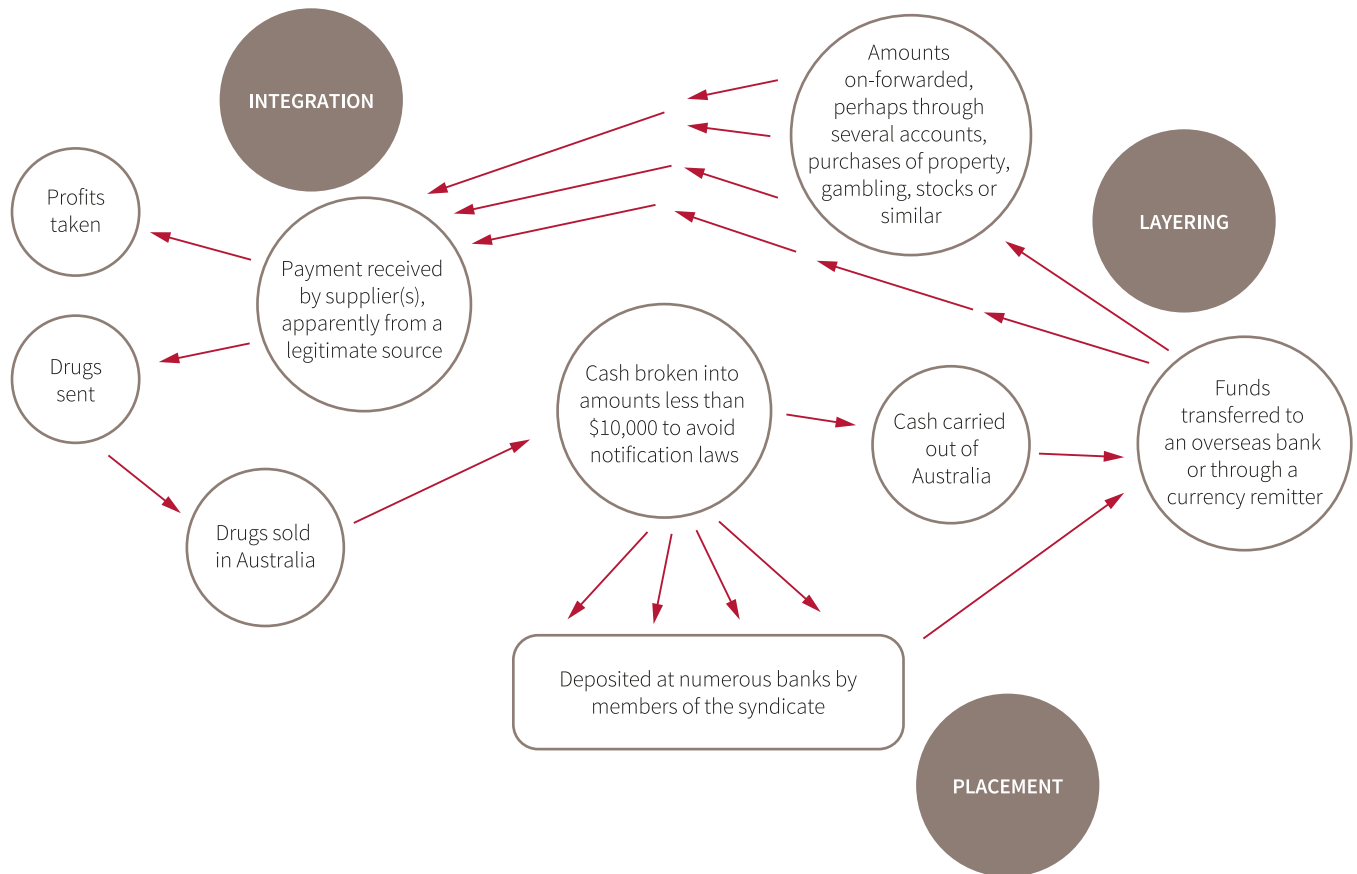 INTEGRATION
Amounts
on-forwarded,
perhaps through
several accounts,
purchases of property,
gambling, stocks or
similar
LAYERING
Profits
taken
Payment received
by supplier(s),
apparently from a
legitimate source
Drugs
sent
Cash broken into
amounts less than
$10,000 to avoid
notification laws
Cash carried
out of
Australia
Funds
transferred to
an overseas bank
or through a
currency remitter
Drugs sold
in Australia
Deposited at numerous banks by
members of the syndicate
PLACEMENT